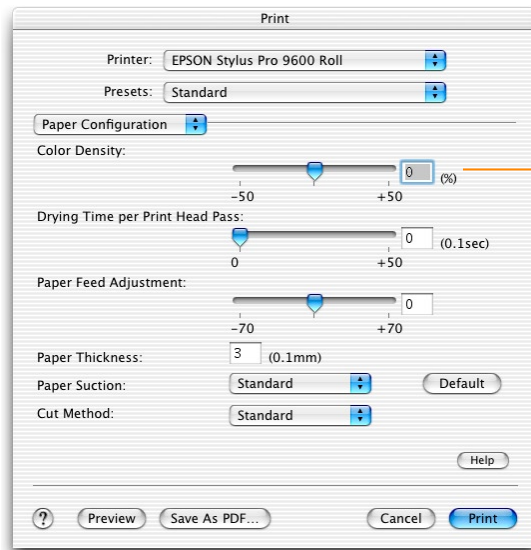 Print
Printer: EPSON Stylus Pro 9600 Roll
Presets: Standard
Paper Configuration
Color Density:
0 (%)
-50 +50
Drying Time per Print Head Pass:
0 (0.1sec)
0 +50
Paper Feed Adjustment:
0
-70 +70
Paper Thickness: 3 (0.1mm)
Paper Suction: Standard Default
Cut Method: Standard
Help
? Preview Save As PDF... Cancel Print